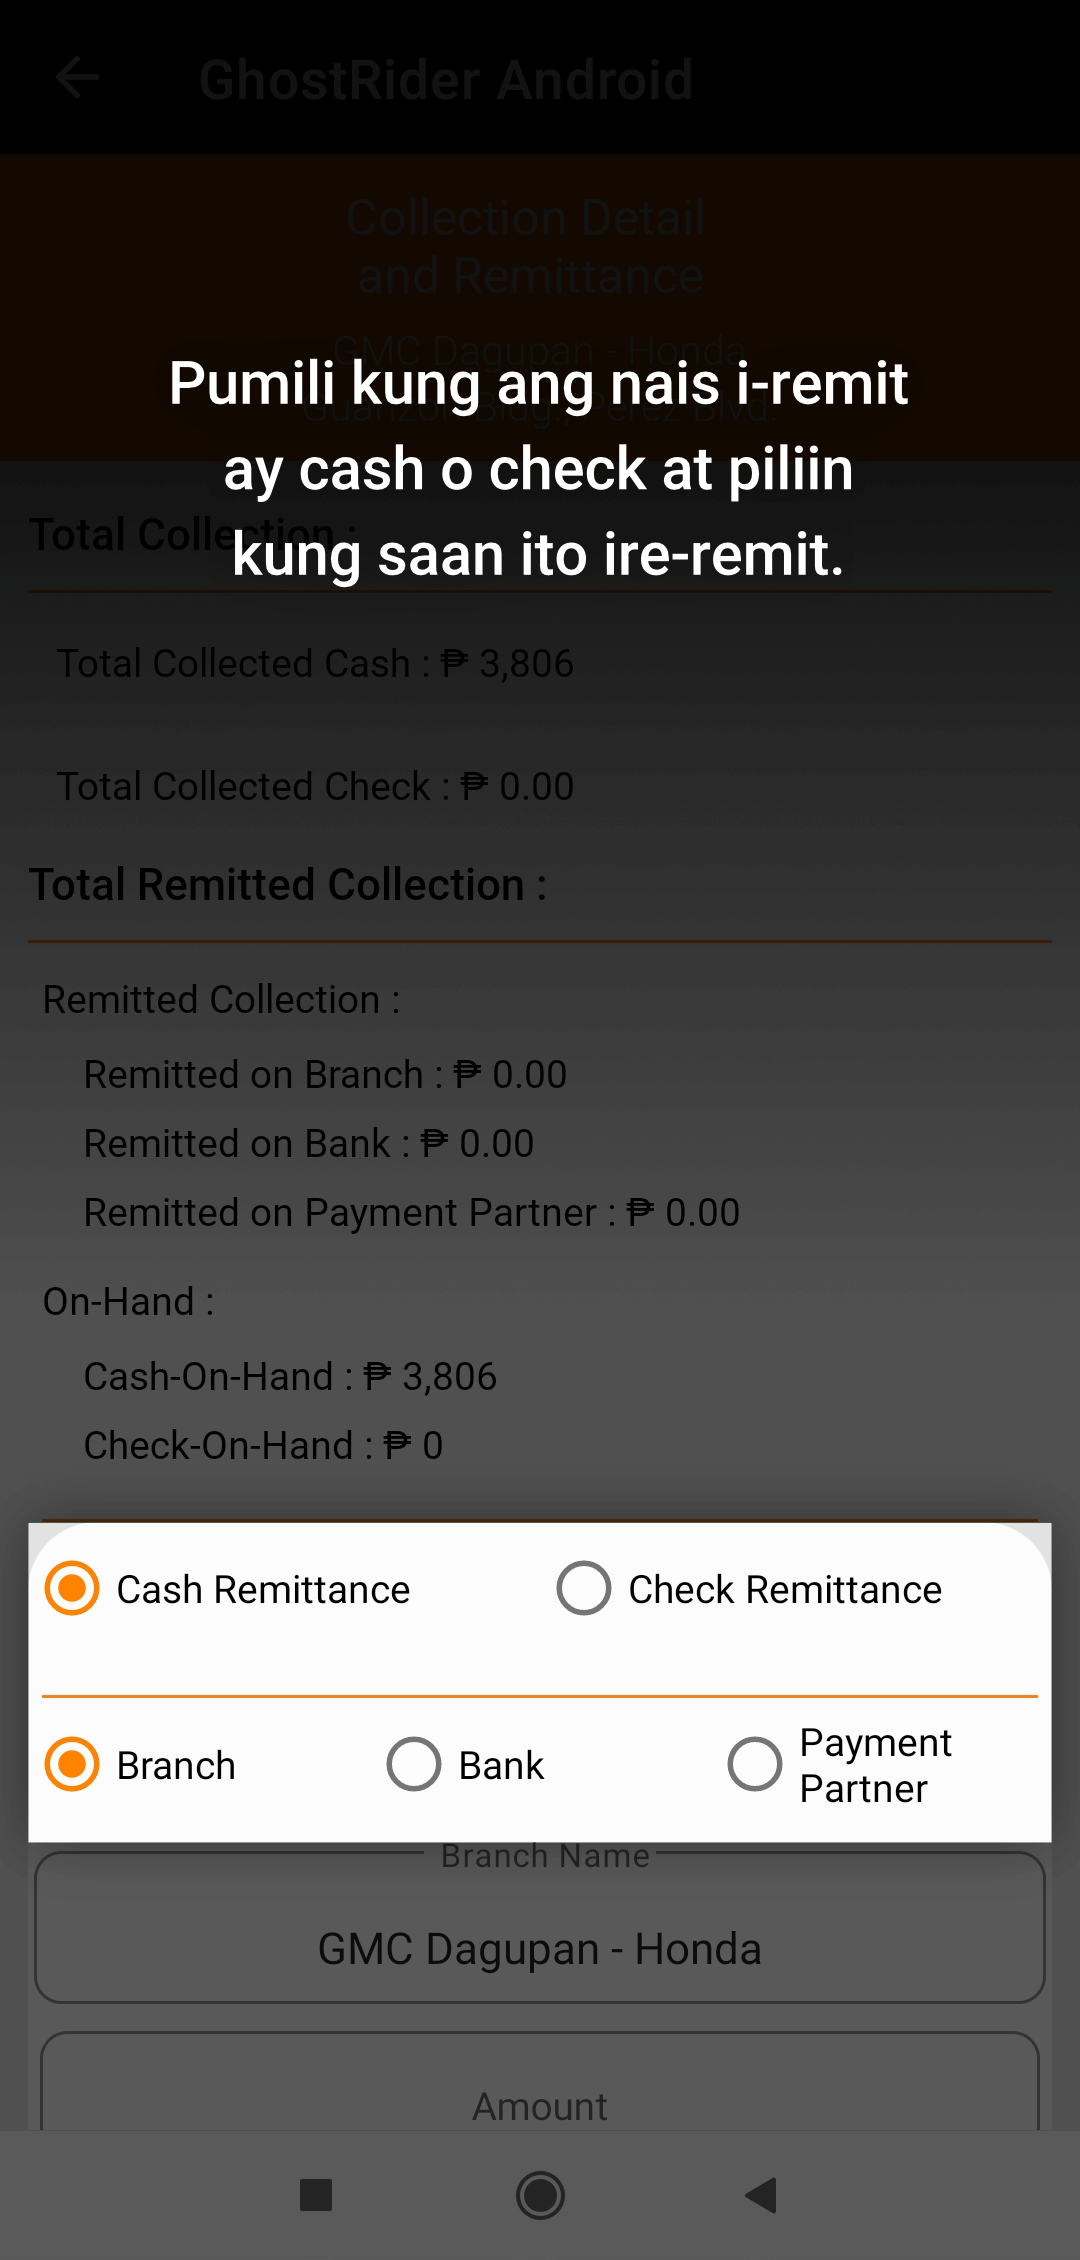 GhostRider Android
Collection Detail
and Remittance
GMC Dagupan - Honda
Guanzon Bldg., Perez Blvd.
Pumili kung ang nais i-remit
ay cash o check at piliin
kung saan ito ire-remit.
Total Collection :
Total Collected Cash : ₱ 3,806
Total Collected Check : ₱ 0.00
Total Remitted Collection :
Remitted Collection :
Remitted on Branch : ₱ 0.00
Remitted on Bank : ₱ 0.00
Remitted on Payment Partner : ₱ 0.00
On-Hand :
Cash-On-Hand : ₱ 3,806
Check-On-Hand : ₱ 0
Cash Remittance Check Remittance
Branch Bank Payment
Partner
Branch Name
GMC Dagupan - Honda
Amount